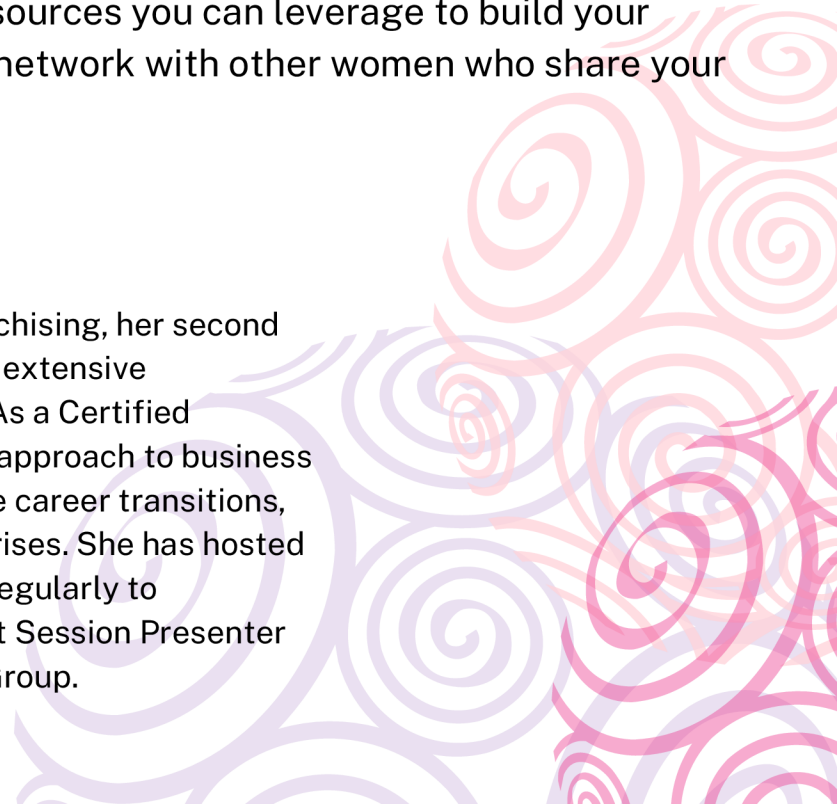 sources you can leverage to build your
network with other women who share your
chising, her second
extensive
As a Certified
approach to business
career transitions,
rises. She has hosted
egularly to
t Session Presenter
Group.